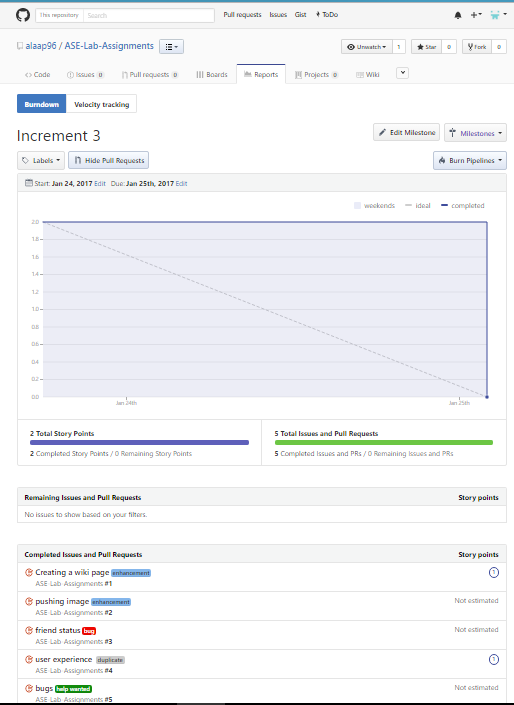 This repository Search Pull requests Issues Gist ToDo
alaap96 / ASE-Lab-Assignments Unwatch 1 Star 0 Fork 0
Code Issues 0 Pull requests 0 Boards Reports Projects 0 Wiki
Burndown Velocity tracking
Increment 3 Edit Milestone Milestones
Labels Hide Pull Requests Burn Pipelines
Start: Jan 24, 2017 Edit Due: Jan 25th, 2017 Edit
weekends ideal completed
2.0
1.8
1.6
1.4
1.2
1.0
0.8
0.6
0.4
0.2
0.0
Jan 24th Jan 25th
2 Total Story Points 5 Total Issues and Pull Requests
2 Completed Story Points / 0 Remaining Story Points 5 Completed Issues and PRs / 0 Remaining Issues and PRs
Remaining Issues and Pull Requests Story points
No issues to show based on your filters.
Completed Issues and Pull Requests Story points
Creating a wiki page enhancement 1
ASE-Lab-Assignments #1
pushing image enhancement Not estimated
ASE-Lab-Assignments #2
friend status bug Not estimated
ASE-Lab-Assignments #3
user experience duplicate 1
ASE-Lab-Assignments #4
bugs help wanted Not estimated
ASE-Lab-Assignments #5